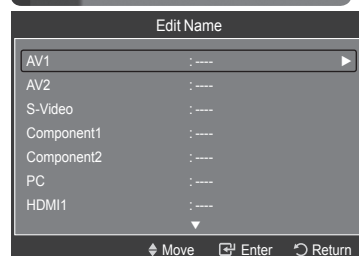 Edit Name
AV1 : ----
AV2 : ----
S-Video : ----
Component1 : ----
Component2 : ----
PC : ----
HDMI1 : ----
Move Enter Return